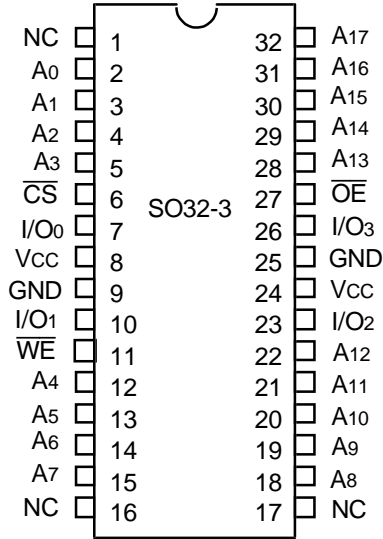 NC 1 32 A17
A0 2 31 A16
A1 3 30 A15
A2 4 29 A14
A3 5 28 A13
C̅S̅ 6 27 O̅E̅
SO32-3
I/O0 7 26 I/O3
VCC 8 25 GND
GND 9 24 VCC
I/O1 10 23 I/O2
W̅E̅ 11 22 A12
A4 12 21 A11
A5 13 20 A10
A6 14 19 A9
A7 15 18 A8
NC 16 17 NC